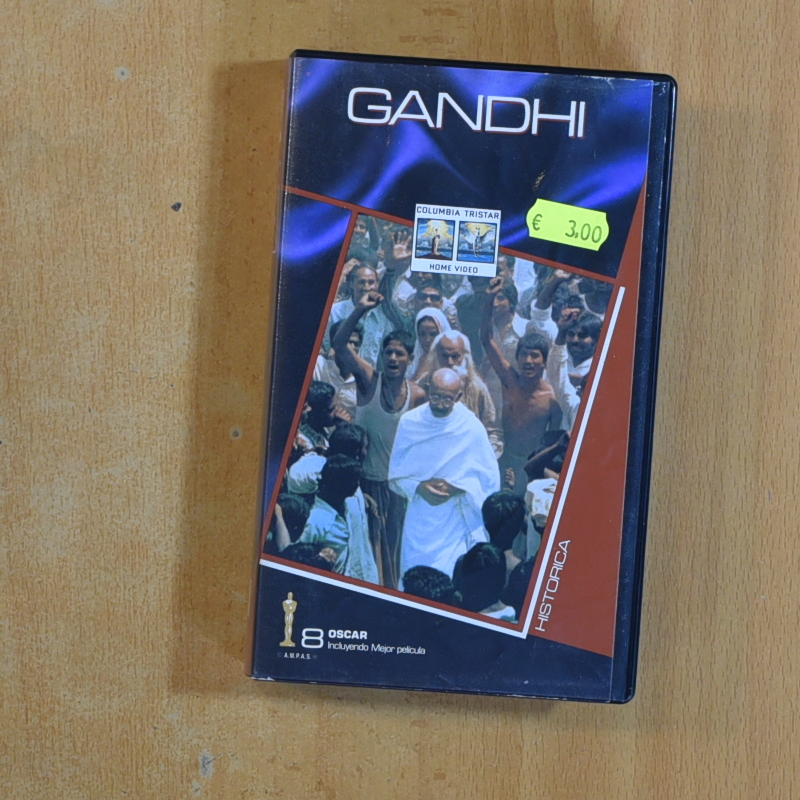 GANDHI
COLUMBIA TRISTAR
HOME VIDEO
€ 3,00
HISTORICA
8 OSCAR
Incluyendo Mejor película
© A.M.P.A.S. ®